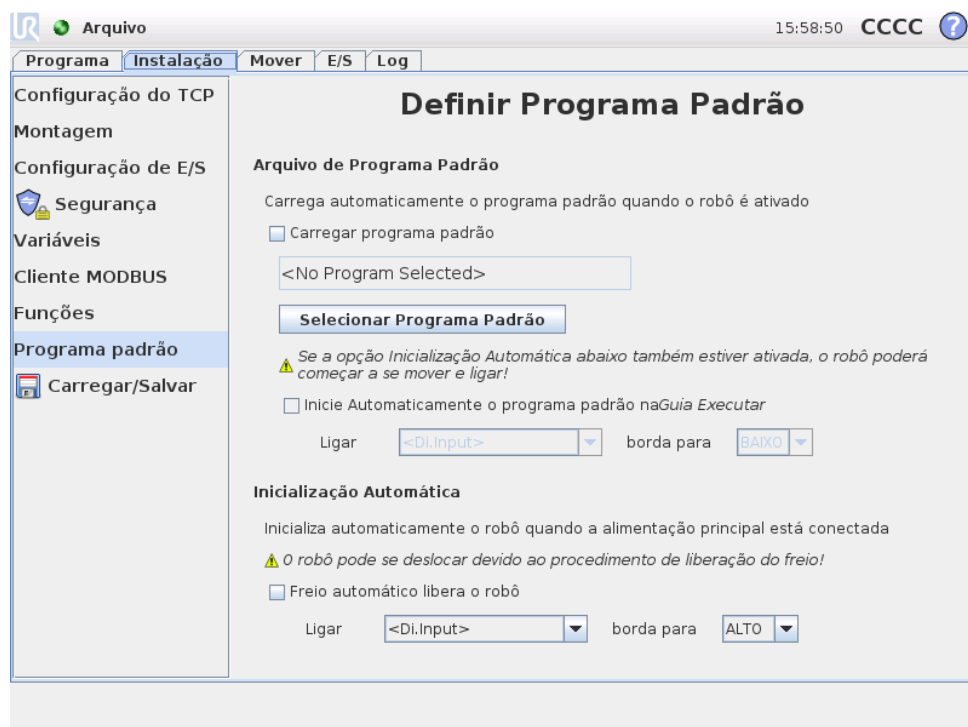 UR Arquivo 15:58:50 CCCC ?
Programa Instalação Mover E/S Log
Configuração do TCP
Montagem
Configuração de E/S
Segurança
Variáveis
Cliente MODBUS
Funções
Programa padrão
Carregar/Salvar
Definir Programa Padrão
Arquivo de Programa Padrão
Carrega automaticamente o programa padrão quando o robô é ativado
Carregar programa padrão
<No Program Selected>
Selecionar Programa Padrão
Se a opção Inicialização Automática abaixo também estiver ativada, o robô poderá
começar a se mover e ligar!
Inicie Automaticamente o programa padrão naGuia Executar
Ligar <Di.Input> borda para BAIXO
Inicialização Automática
Inicializa automaticamente o robô quando a alimentação principal está conectada
O robô pode se deslocar devido ao procedimento de liberação do freio!
Freio automático libera o robô
Ligar <Di.Input> borda para ALTO